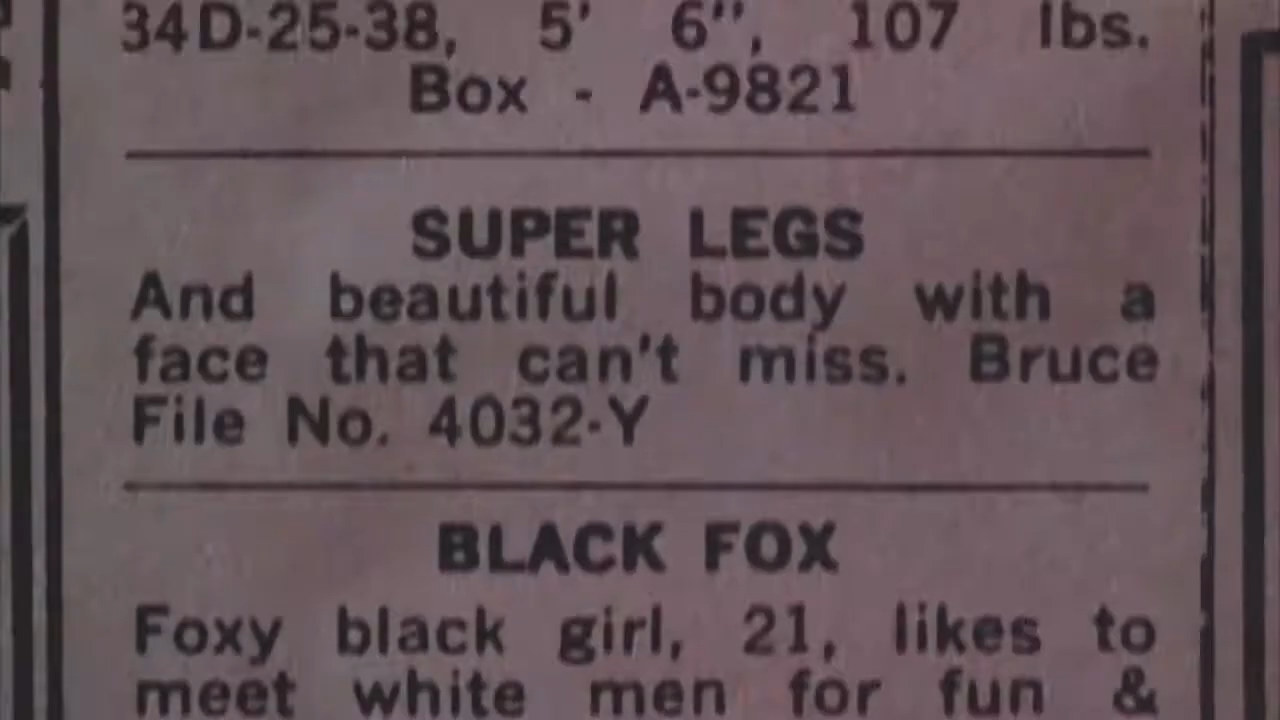 34D-25-38, 5' 6", 107 lbs.
Box - A-9821
SUPER LEGS
And beautiful body with a
face that can't miss. Bruce
File No. 4032-Y
BLACK FOX
Foxy black girl, 21, likes to
meet white men for fun &